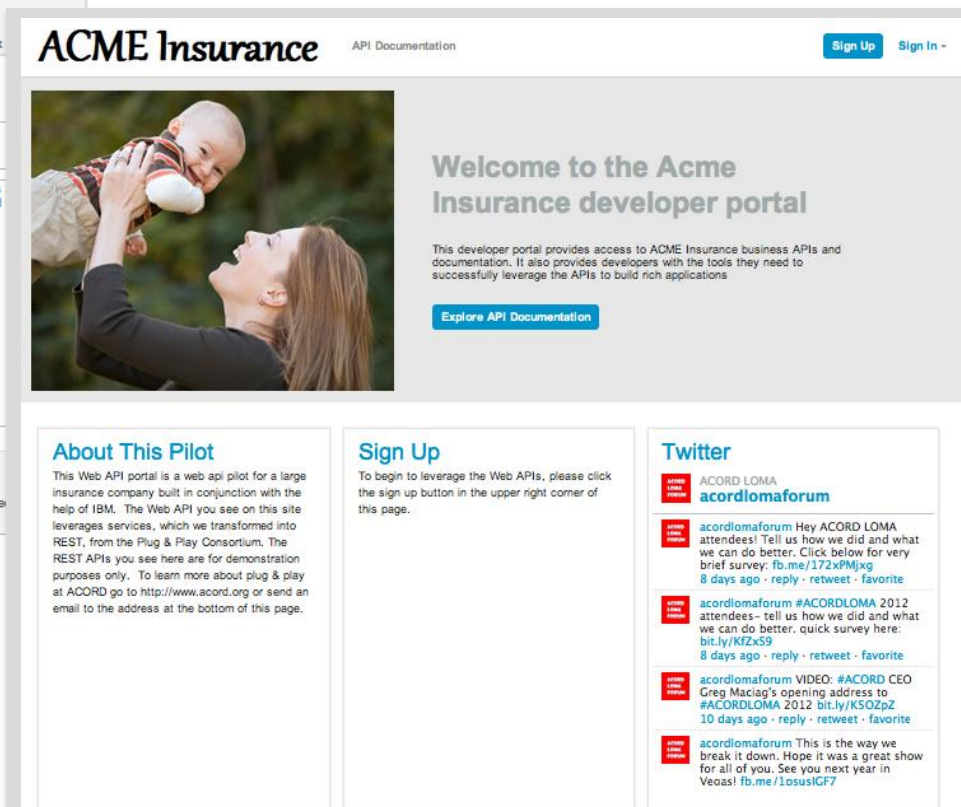 ACME Insurance
API Documentation
Sign Up
Sign In
Welcome to the Acme
Insurance developer portal
This developer portal provides access to ACME Insurance business APIs and
documentation. It also provides developers with the tools they need to
successfully leverage the APIs to build rich applications
Explore API Documentation
About This Pilot
This Web API portal is a web api pilot for a large
insurance company built in conjunction with the
help of IBM. The Web API you see on this site
leverages services, which we transformed into
REST, from the Plug & Play Consortium. The
REST APIs you see here are for demonstration
purposes only. To learn more about plug & play
at ACORD go to http://www.acord.org or send an
email to the address at the bottom of this page.
Sign Up
To begin to leverage the Web APIs, please click
the sign up button in the upper right corner of
this page.
Twitter
ACORD LOMA
acordlomaforum
acordlomaforum Hey ACORD LOMA
attendees! Tell us how we did and what
we can do better. Click below for very
brief survey: fb.me/172xPMjxg
8 days ago · reply · retweet · favorite
acordlomaforum #ACORDLOMA 2012
attendees- tell us how we did and what
we can do better. quick survey here:
bit.ly/KfZxS9
8 days ago · reply · retweet · favorite
acordlomaforum VIDEO: #ACORD CEO
Greg Maciag's opening address to
#ACORDLOMA 2012 bit.ly/K5OZpZ
10 days ago · reply · retweet · favorite
acordlomaforum This is the way we
break it down. Hope it was a great show
for all of you. See you next year in
Vegas!